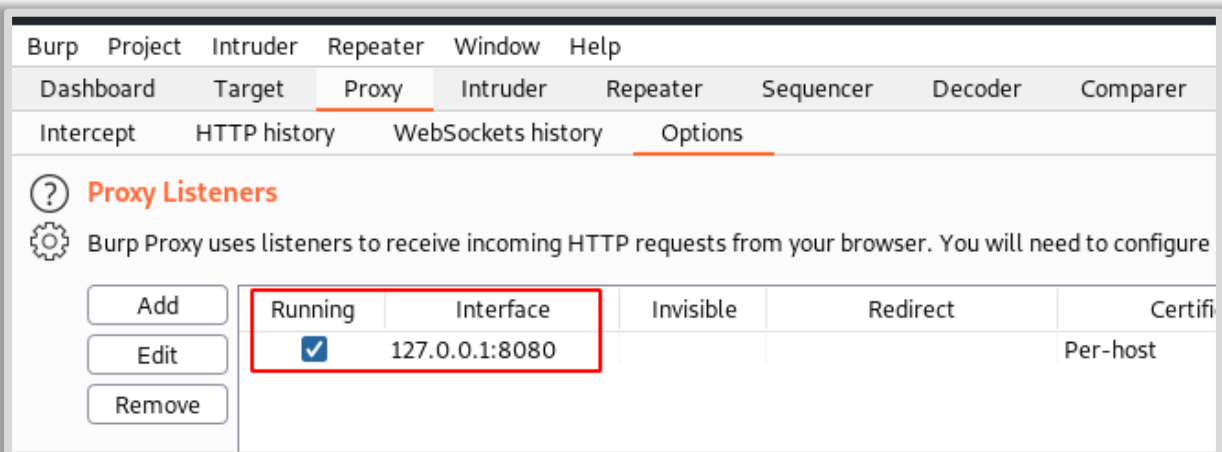 Burp Project Intruder Repeater Window Help
Dashboard Target Proxy Intruder Repeater Sequencer Decoder Comparer
Intercept HTTP history WebSockets history Options
? Proxy Listeners
Burp Proxy uses listeners to receive incoming HTTP requests from your browser. You will need to configure
Add Running Interface Invisible Redirect Certifi
Edit 127.0.0.1:8080 Per-host
Remove